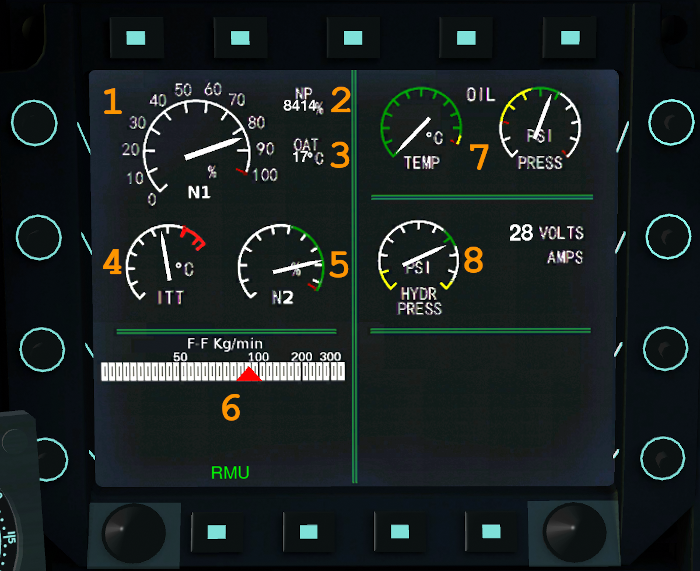 1
0
10
20
30
40
50
60
70
80
90
100
%
N1
NP
8414%
2
OAT
17°C
3
OIL
°C
TEMP
7
PSI
PRESS
4
°C
ITT
%
N2
5
PSI
HYDR
PRESS
8
28 VOLTS
AMPS
F-F Kg/min
50 100 200 300
6
RMU